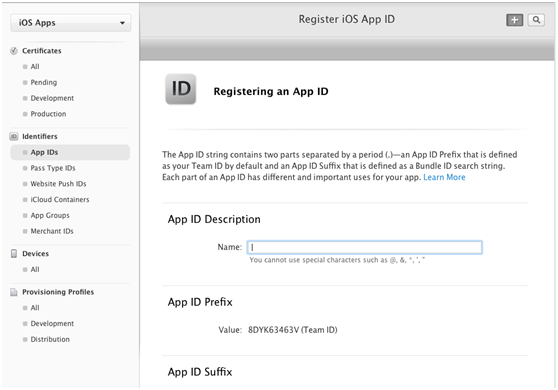 iOS Apps
Register iOS App ID
Certificates
All
Pending
Development
Production
Identifiers
App IDs
Pass Type IDs
Website Push IDs
iCloud Containers
App Groups
Merchant IDs
Devices
All
Provisioning Profiles
All
Development
Distribution
ID
Registering an App ID
The App ID string contains two parts separated by a period (.)—an App ID Prefix that is defined
as your Team ID by default and an App ID Suffix that is defined as a Bundle ID search string.
Each part of an App ID has different and important uses for your app. Learn More
App ID Description
Name:
You cannot use special characters such as @, &, *, ', "
App ID Prefix
Value: 8DYK63463V (Team ID)
App ID Suffix